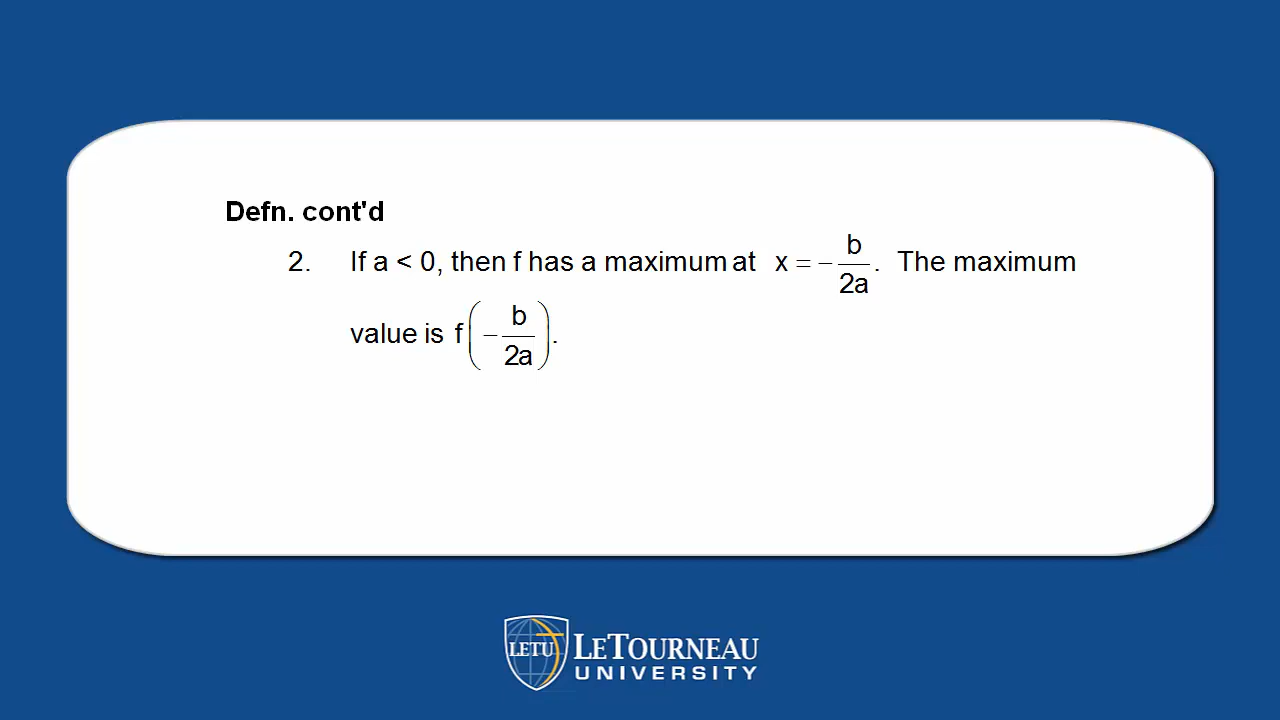 Defn. cont'd
2. If a < 0, then f has a maximum at x = − b/2a. The maximum
value is f(− b/2a).
LETU LETOURNEAU
UNIVERSITY